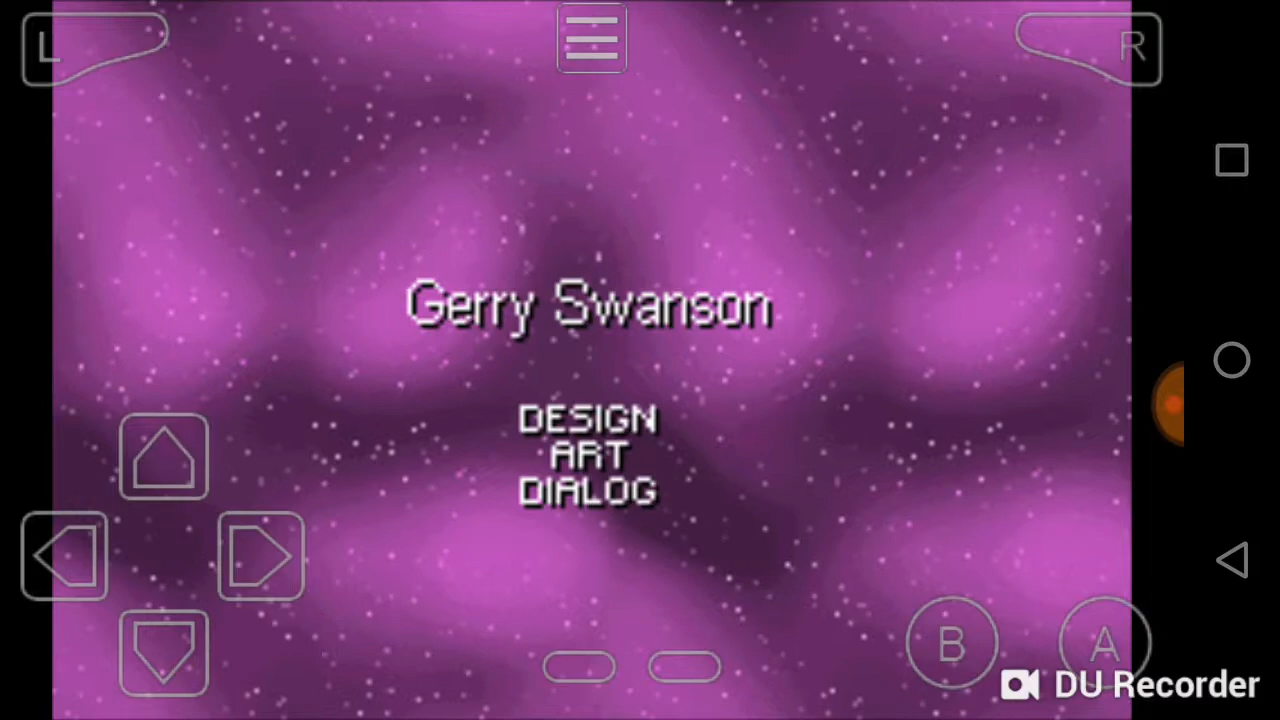 L
R
Gerry Swanson
DESIGN
ART
DIALOG
B
A
DU Recorder